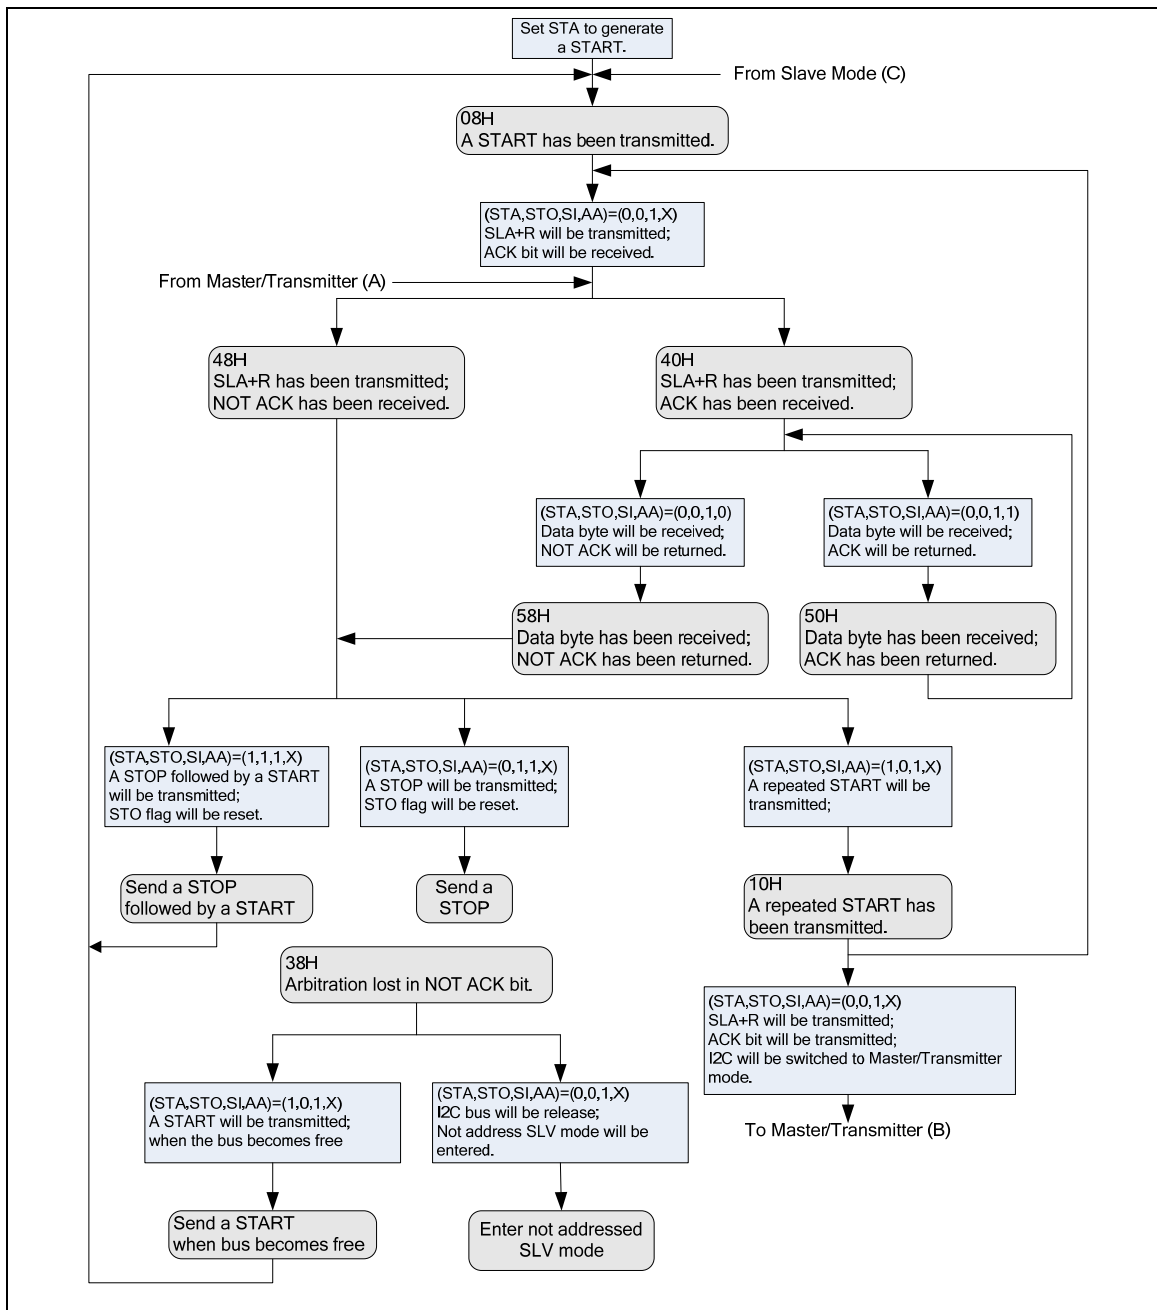 Set STA to generate
a START.
From Slave Mode (C)
08H
A START has been transmitted.
(STA,STO,SI,AA)=(0,0,1,X)
SLA+R will be transmitted;
ACK bit will be received.
From Master/Transmitter (A)
48H
SLA+R has been transmitted;
NOT ACK has been received.
40H
SLA+R has been transmitted;
ACK has been received.
(STA,STO,SI,AA)=(0,0,1,0)
Data byte will be received;
NOT ACK will be returned.
(STA,STO,SI,AA)=(0,0,1,1)
Data byte will be received;
ACK will be returned.
58H
Data byte has been received;
NOT ACK has been returned.
50H
Data byte has been received;
ACK has been returned.
(STA,STO,SI,AA)=(1,1,1,X)
A STOP followed by a START
will be transmitted;
STO flag will be reset.
(STA,STO,SI,AA)=(0,1,1,X)
A STOP will be transmitted;
STO flag will be reset.
(STA,STO,SI,AA)=(1,0,1,X)
A repeated START will be
transmitted;
Send a STOP
followed by a START
Send a
STOP
10H
A repeated START has
been transmitted.
38H
Arbitration lost in NOT ACK bit.
(STA,STO,SI,AA)=(0,0,1,X)
SLA+R will be transmitted;
ACK bit will be transmitted;
I2C will be switched to Master/Transmitter
mode.
(STA,STO,SI,AA)=(1,0,1,X)
A START will be transmitted;
when the bus becomes free
(STA,STO,SI,AA)=(0,0,1,X)
I2C bus will be release;
Not address SLV mode will be
entered.
To Master/Transmitter (B)
Send a START
when bus becomes free
Enter not addressed
SLV mode